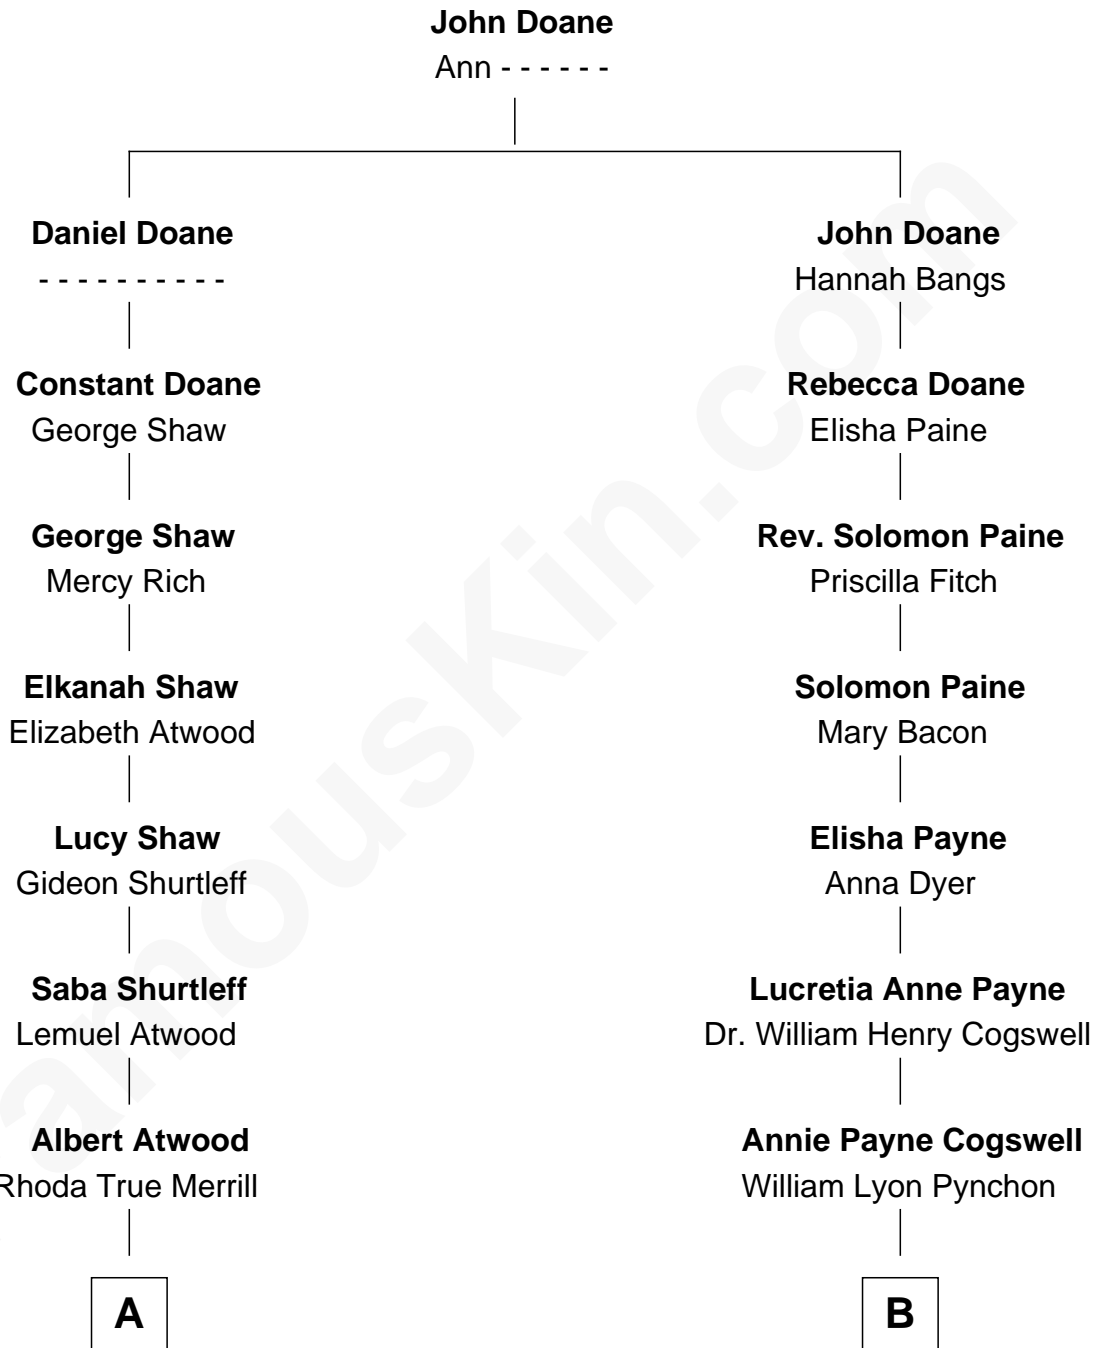 John Doane
Ann - - - - - -
Daniel Doane
- - - - - - - - - -
John Doane
Hannah Bangs
Constant Doane
George Shaw
Rebecca Doane
Elisha Paine
George Shaw
Mercy Rich
Rev. Solomon Paine
Priscilla Fitch
Elkanah Shaw
Elizabeth Atwood
Solomon Paine
Mary Bacon
Lucy Shaw
Gideon Shurtleff
Elisha Payne
Anna Dyer
Saba Shurtleff
Lemuel Atwood
Lucretia Anne Payne
Dr. William Henry Cogswell
Albert Atwood
Rhoda True Merrill
Annie Payne Cogswell
William Lyon Pynchon
A
B
amouskin.com